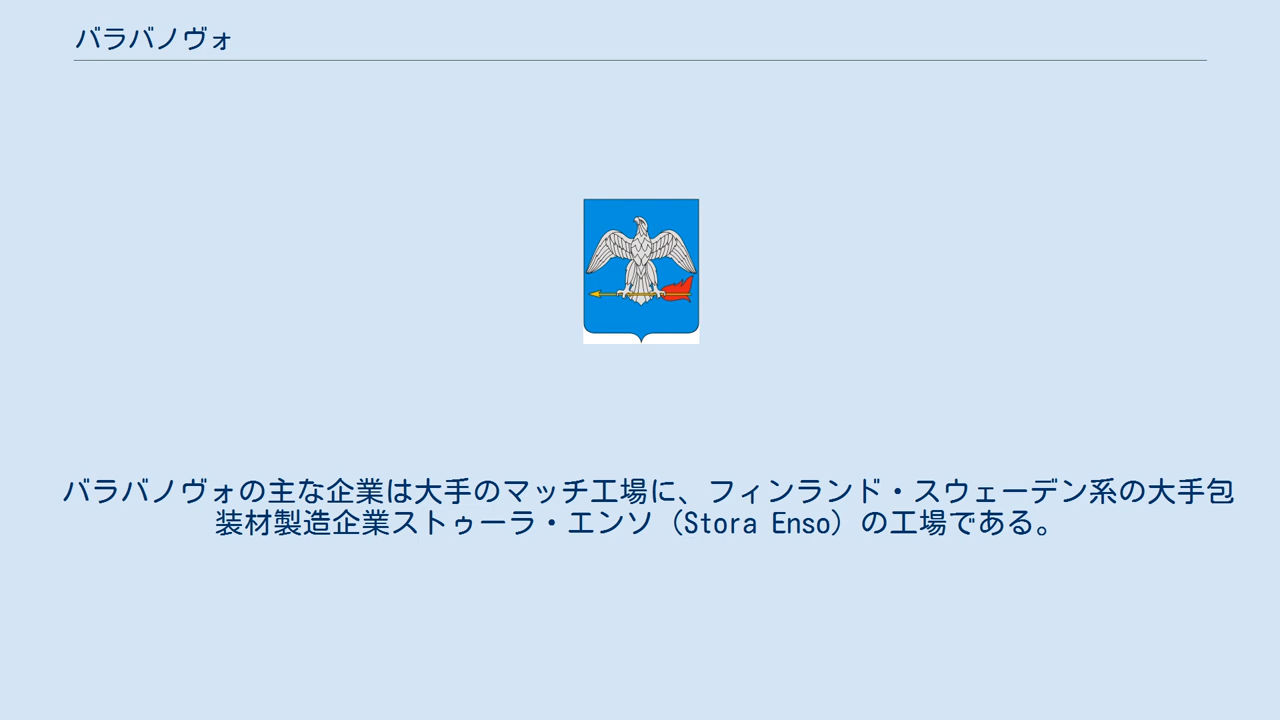 バラバノヴォ
バラバノヴォの主な企業は大手のマッチ工場に、フィンランド・スウェーデン系の大手包
装材製造企業ストゥーラ・エンソ（Stora Enso）の工場である。